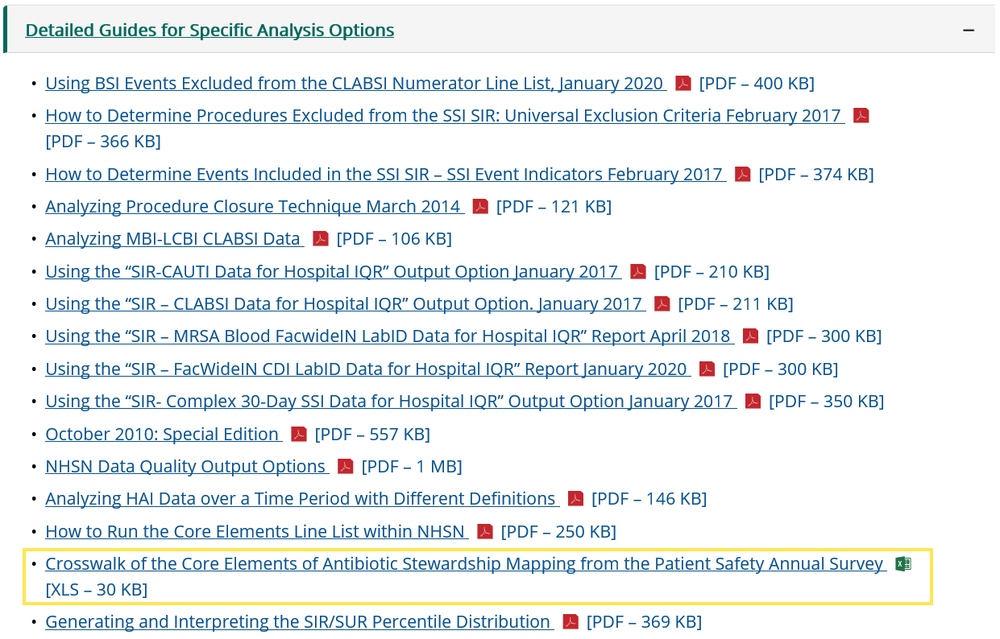 Detailed Guides for Specific Analysis Options
• Using BSI Events Excluded from the CLABSI Numerator Line List, January 2020 [PDF – 400 KB]
• How to Determine Procedures Excluded from the SSI SIR: Universal Exclusion Criteria February 2017
[PDF – 366 KB]
• How to Determine Events Included in the SSI SIR – SSI Event Indicators February 2017 [PDF – 374 KB]
• Analyzing Procedure Closure Technique March 2014 [PDF – 121 KB]
• Analyzing MBI-LCBI CLABSI Data [PDF – 106 KB]
• Using the “SIR-CAUTI Data for Hospital IQR” Output Option January 2017 [PDF – 210 KB]
• Using the “SIR – CLABSI Data for Hospital IQR” Output Option. January 2017 [PDF – 211 KB]
• Using the “SIR – MRSA Blood FacwideIN LabID Data for Hospital IQR” Report April 2018 [PDF – 300 KB]
• Using the “SIR – FacWideIN CDI LabID Data for Hospital IQR” Report January 2020 [PDF – 300 KB]
• Using the “SIR- Complex 30-Day SSI Data for Hospital IQR” Output Option January 2017 [PDF – 350 KB]
• October 2010: Special Edition [PDF – 557 KB]
• NHSN Data Quality Output Options [PDF – 1 MB]
• Analyzing HAI Data over a Time Period with Different Definitions [PDF – 146 KB]
• How to Run the Core Elements Line List within NHSN [PDF – 250 KB]
• Crosswalk of the Core Elements of Antibiotic Stewardship Mapping from the Patient Safety Annual Survey
[XLS – 30 KB]
• Generating and Interpreting the SIR/SUR Percentile Distribution [PDF – 369 KB]